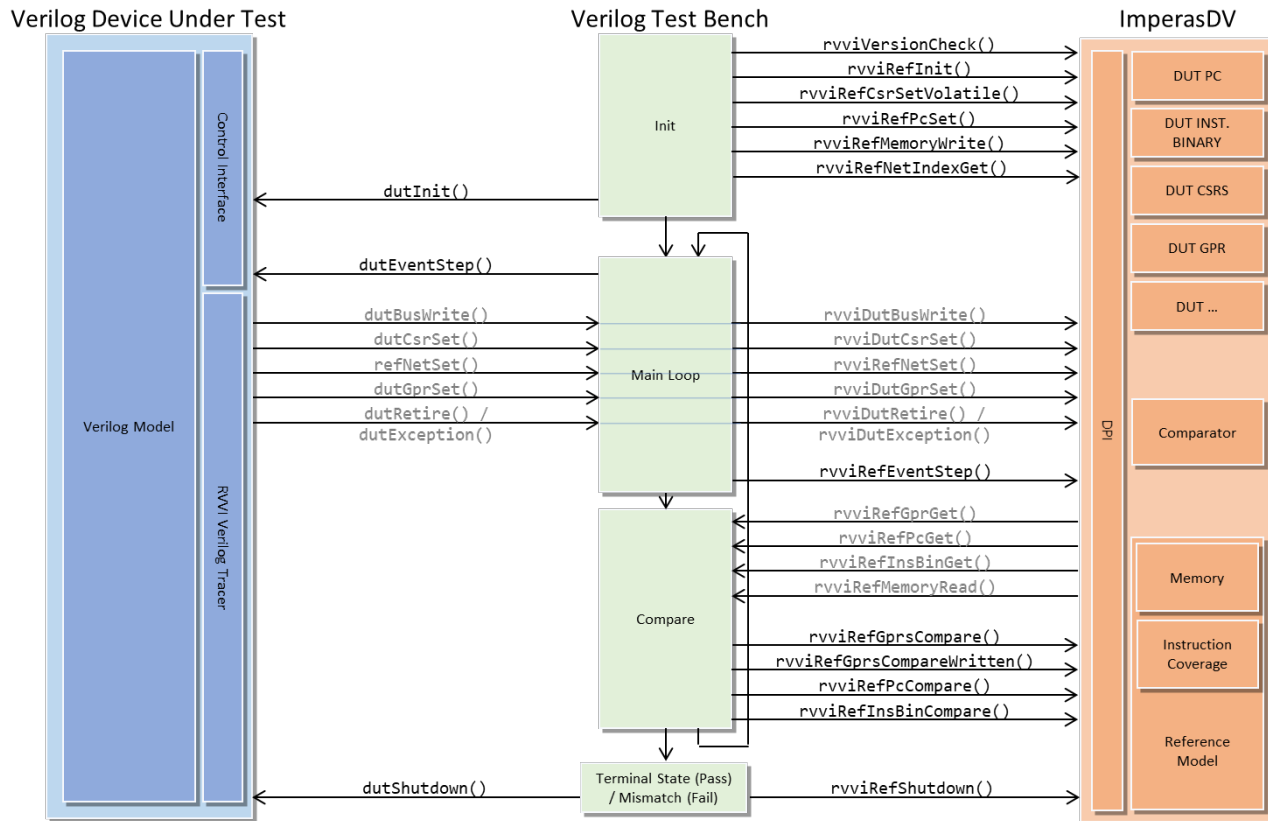 Verilog Device Under Test
Verilog Test Bench
ImperasDV
Verilog Model
Control Interface
RVVI Verilog Tracer
Init
rvviVersionCheck()
rvviRefInit()
rvviRefCsrSetVolatile()
rvviRefPcSet()
rvviRefMemoryWrite()
rvviRefNetIndexGet()
dutInit()
dutEventStep()
dutBusWrite()
dutCsrSet()
refNetSet()
dutGprSet()
dutRetire() /
dutException()
Main Loop
rvviDutBusWrite()
rvviDutCsrSet()
rvviRefNetSet()
rvviDutGprSet()
rvviDutRetire() /
rvviDutException()
rvviRefEventStep()
Compare
rvviRefGprGet()
rvviRefPcGet()
rvviRefInsBinGet()
rvviRefMemoryRead()
rvviRefGprsCompare()
rvviRefGprsCompareWritten()
rvviRefPcCompare()
rvviRefInsBinCompare()
dutShutdown()
Terminal State (Pass)
/ Mismatch (Fail)
rvviRefShutdown()
DPI
DUT PC
DUT INST.
BINARY
DUT CSRS
DUT GPR
DUT ...
Comparator
Memory
Instruction
Coverage
Reference
Model